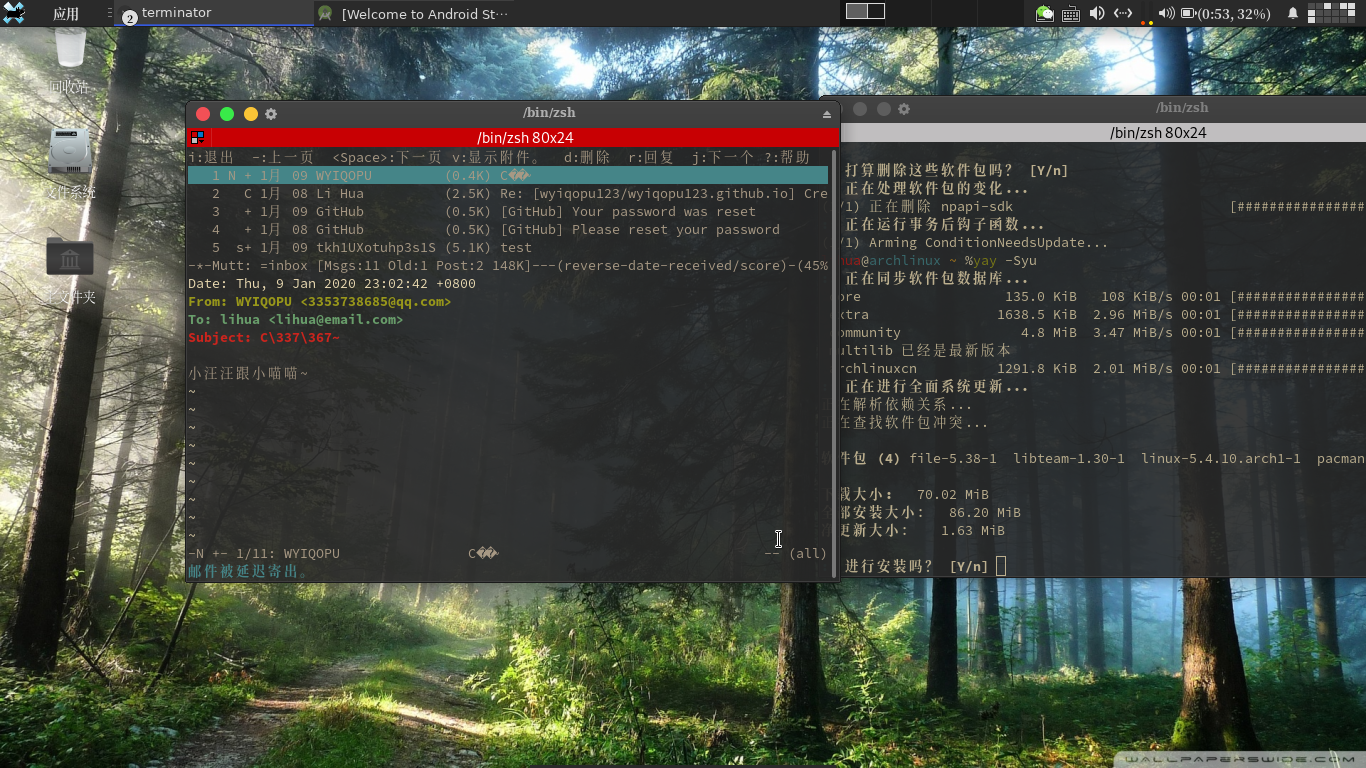 应用
2
terminator
[Welcome to Android St···
(0:53, 32%)
回收站
文件系统
主文件夹
/bin/zsh
/bin/zsh 80x24
i:退出 -:上一页 <Space>:下一页 v:显示附件。 d:删除 r:回复 j:下一个 ?:帮助
1 N + 1月 09 WYIQOPU (0.4K) C��~
2 C 1月 08 Li Hua (2.5K) Re: [wyiqopu123/wyiqopu123.github.io] Cre
3 + 1月 09 GitHub (0.5K) [GitHub] Your password was reset
4 + 1月 08 GitHub (0.5K) [GitHub] Please reset your password
5 s+ 1月 09 tkh1UXotuhp3s1S (5.1K) test
-*-Mutt: =inbox [Msgs:11 Old:1 Post:2 148K]---(reverse-date-received/score)-(45%
Date: Thu, 9 Jan 2020 23:02:42 +0800
From: WYIQOPU <3353738685@qq.com>
To: lihua <lihua@email.com>
Subject: C\337\367~
小汪汪跟小喵喵~
~
~
~
~
~
~
~
~
~
-N +- 1/11: WYIQOPU C��~ -- (all)
邮件被延迟寄出。
/bin/zsh
/bin/zsh 80x24
打算删除这些软件包吗？ [Y/n]
正在处理软件包的变化...
/1) 正在删除 npapi-sdk [################
正在运行事务后钩子函数...
/1) Arming ConditionNeedsUpdate...
hua@archlinux ~ %yay -Syu
正在同步软件包数据库...
ore 135.0 KiB 108 KiB/s 00:01 [################
xtra 1638.5 KiB 2.96 MiB/s 00:01 [################
ommunity 4.8 MiB 3.47 MiB/s 00:01 [################
ultilib 已经是最新版本
rchlinuxcn 1291.8 KiB 2.01 MiB/s 00:01 [################
正在进行全面系统更新...
在解析依赖关系...
在查找软件包冲突...
件包 (4) file-5.38-1 libteam-1.30-1 linux-5.4.10.arch1-1 pacman
载大小： 70.02 MiB
部安装大小： 86.20 MiB
更新大小： 1.63 MiB
进行安装吗？ [Y/n]
WALLPAPERSWIDE.COM